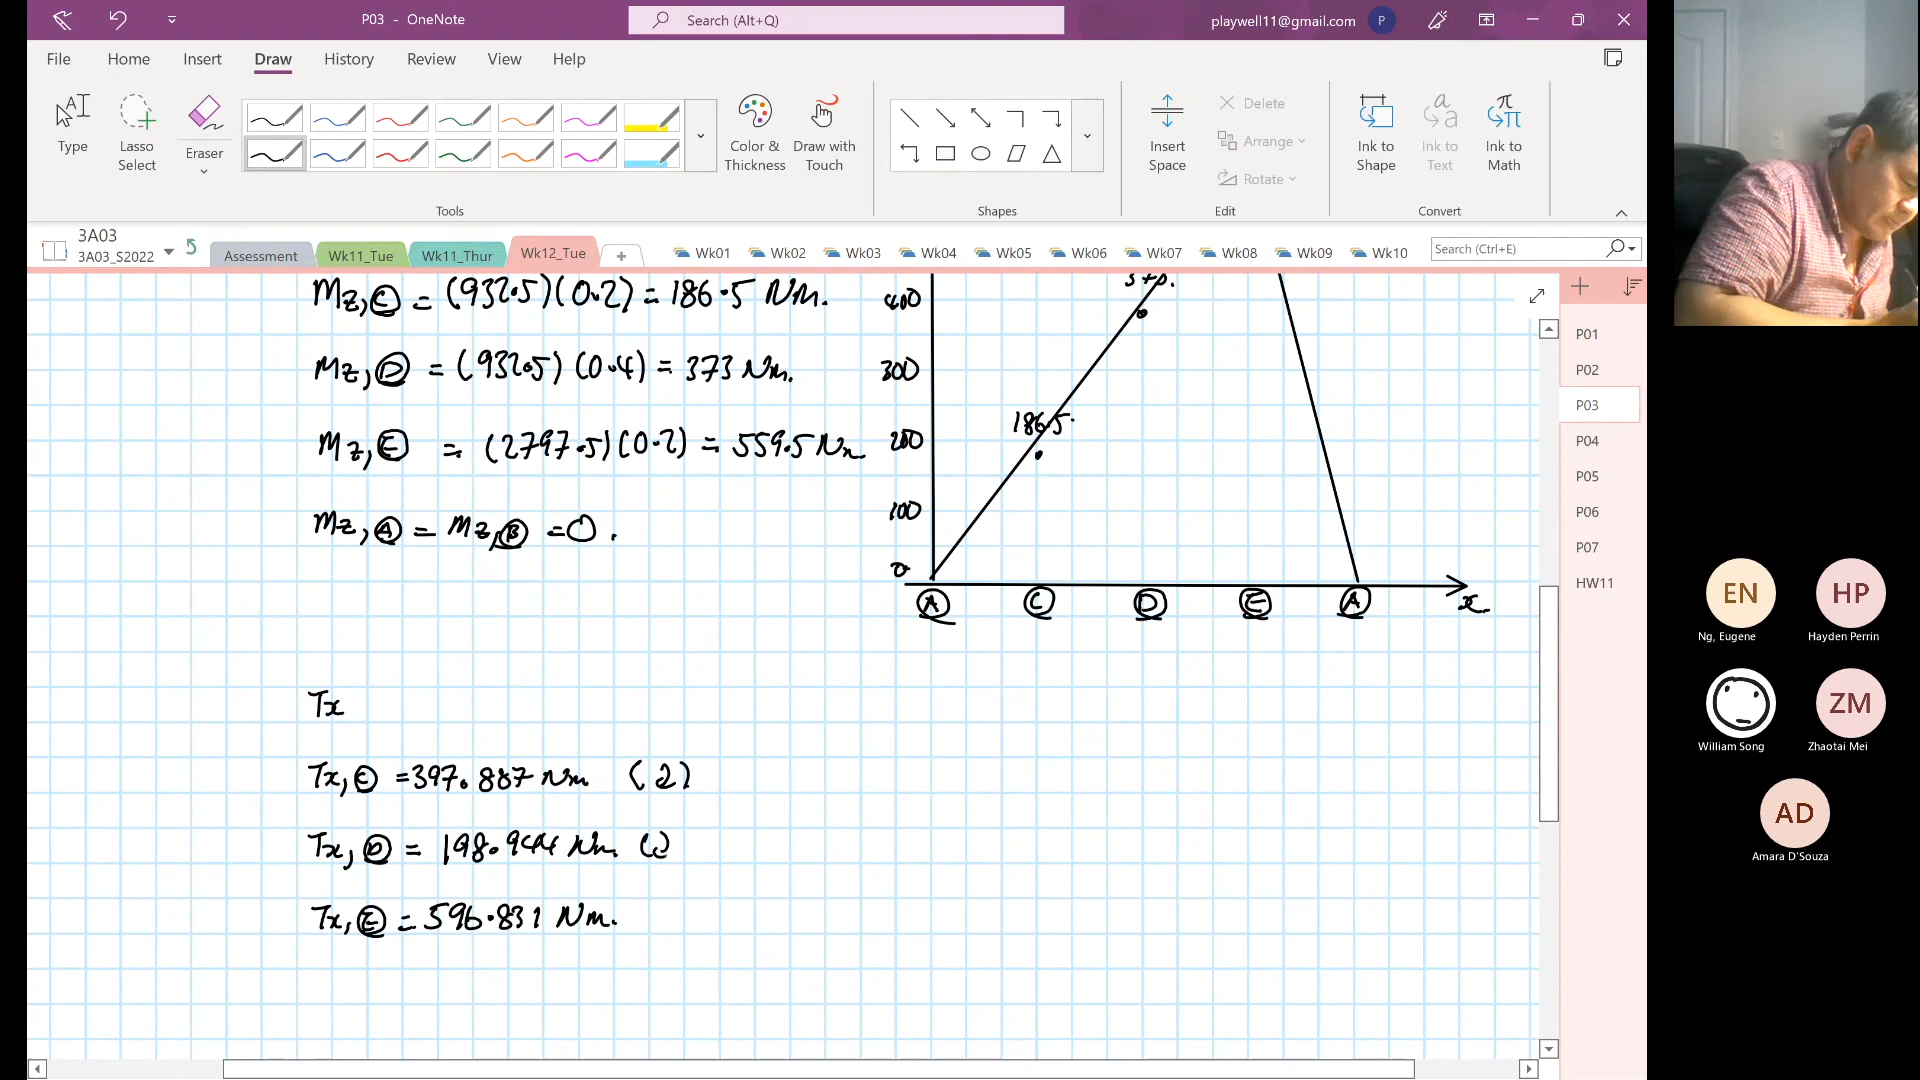 P03 - OneNote
Search (Alt+Q)
playwell11@gmail.com
P
File Home Insert Draw History Review View Help
Type
Lasso Select
Eraser
Color & Thickness
Draw with Touch
Tools
Shapes
Insert Space
Delete
Arrange
Rotate
Edit
Ink to Shape
Ink to Text
Ink to Math
Convert
3A03
3A03_S2022
Assessment Wk11_Tue Wk11_Thur Wk12_Tue Wk01 Wk02 Wk03 Wk04 Wk05 Wk06 Wk07 Wk08 Wk09 Wk10
Search (Ctrl+E)
Mz,Ⓒ = (932.5)(0.2) = 186.5 Nm.
Mz,Ⓓ = (932.5)(0.4) = 373 Nm.
Mz,Ⓔ = (2797.5)(0.2) = 559.5 Nm
Mz,Ⓐ = Mz,Ⓑ = 0.
Tx
Tx,Ⓒ = 397.887 Nm (2)
Tx,Ⓓ = 198.944 Nm.
Tx,Ⓔ = 596.831 Nm.
400
300
200
100
0
186.5
Ⓐ Ⓒ Ⓓ Ⓔ Ⓐ x
P01
P02
P03
P04
P05
P06
P07
HW11
EN
Ng, Eugene
HP
Hayden Perrin
William Song
ZM
Zhaotai Mei
AD
Amara D'Souza